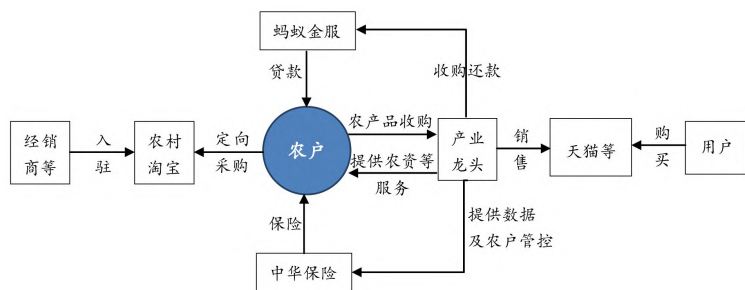 蚂蚁金服
贷款
收购还款
农产品收购
经销
商等
入
驻
农村
淘宝
定向
采购
农户
提供农资等
服务
产业
龙头
销
售
天猫等
购
买
用户
保险
提供数据
及农户管控
中华保险